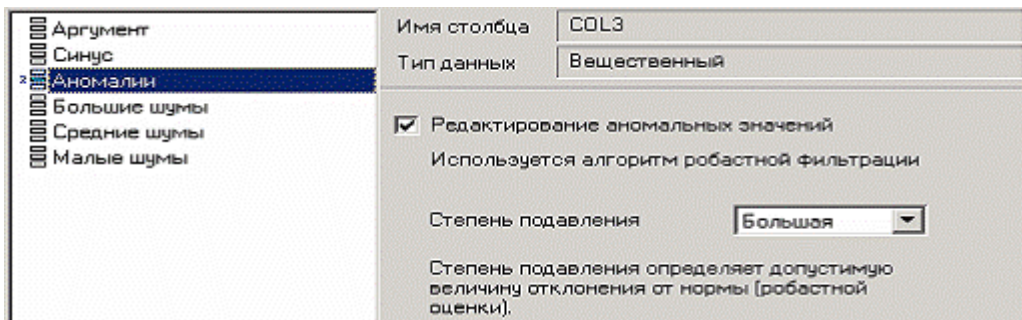 Аргумент
Синус
Аномалии
Большие шумы
Средние шумы
Малые шумы
Имя столбца COL3
Тип данных Вещественный
Редактирование аномальных значений
Используется алгоритм робастной фильтрации
Степень подавления Большая
Степень подавления определяет допустимую
величину отклонения от нормы (робастной
оценки).